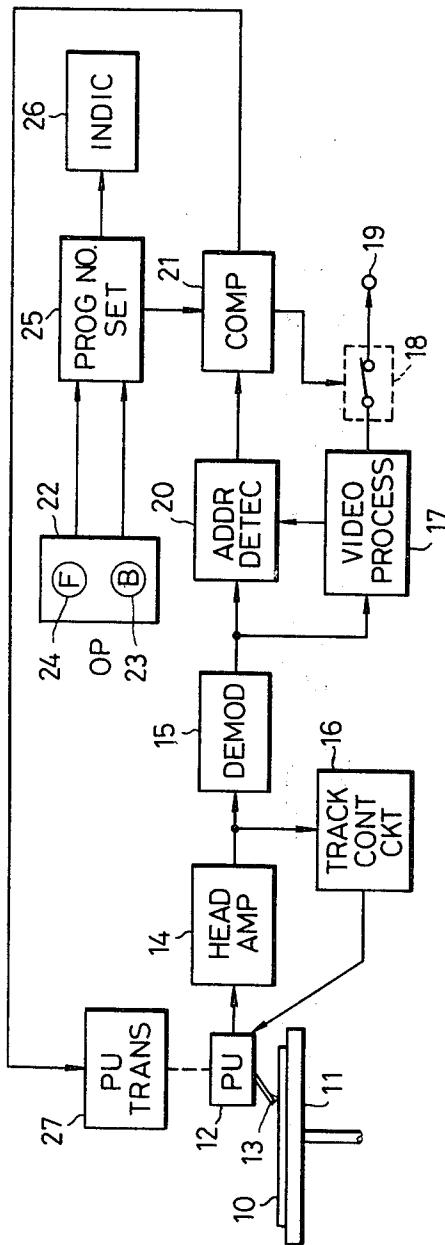 26
INDIC
25
PROG NO.
SET
22
F
24
OP
B
23
21
COMP
19
18
20
ADDR
DETEC
VIDEO
PROCESS
17
15
DEMOD
16
TRACK
CONT
CKT
14
HEAD
AMP
27
PU
TRANS
12
PU
13
10
11